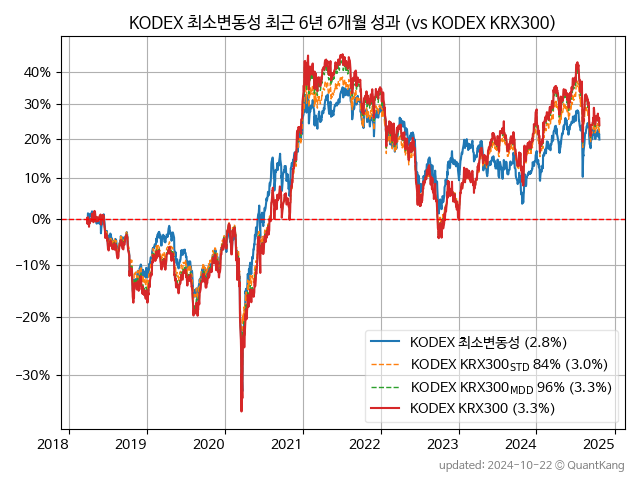 KODEX 최소변동성 최근 6년 6개월 성과 (vs KODEX KRX300)
40%
30%
20%
10%
0%
−10%
−20%
−30%
KODEX 최소변동성 (2.8%)
KODEX KRX300STD 84% (3.0%)
KODEX KRX300MDD 96% (3.3%)
KODEX KRX300 (3.3%)
2018 2019 2020 2021 2022 2023 2024 2025
updated: 2024-10-22 © QuantKang